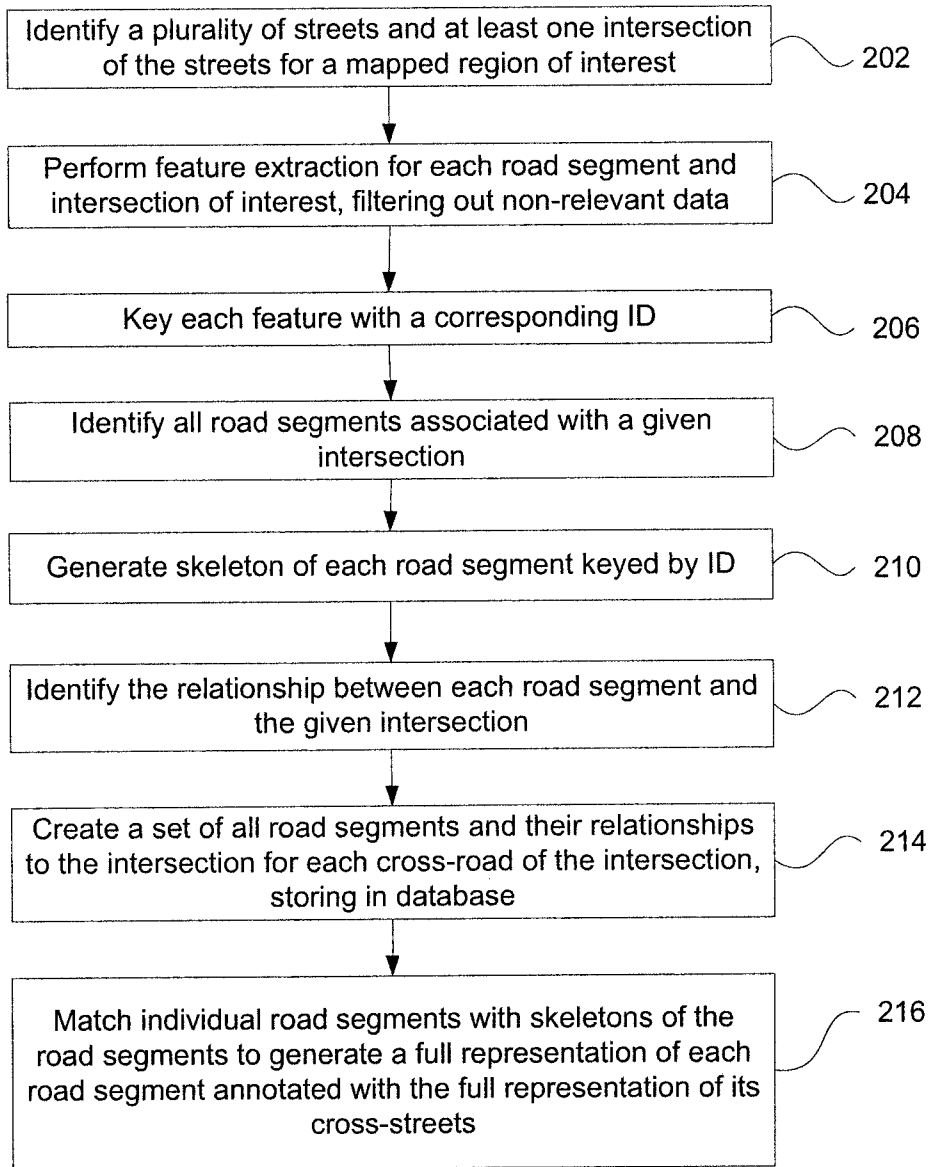 Identify a plurality of streets and at least one intersection
of the streets for a mapped region of interest
202
Perform feature extraction for each road segment and
intersection of interest, filtering out non-relevant data
204
Key each feature with a corresponding ID
206
Identify all road segments associated with a given
intersection
208
Generate skeleton of each road segment keyed by ID
210
Identify the relationship between each road segment and
the given intersection
212
Create a set of all road segments and their relationships
to the intersection for each cross-road of the intersection,
storing in database
214
Match individual road segments with skeletons of the
road segments to generate a full representation of each
road segment annotated with the full representation of its
cross-streets
216